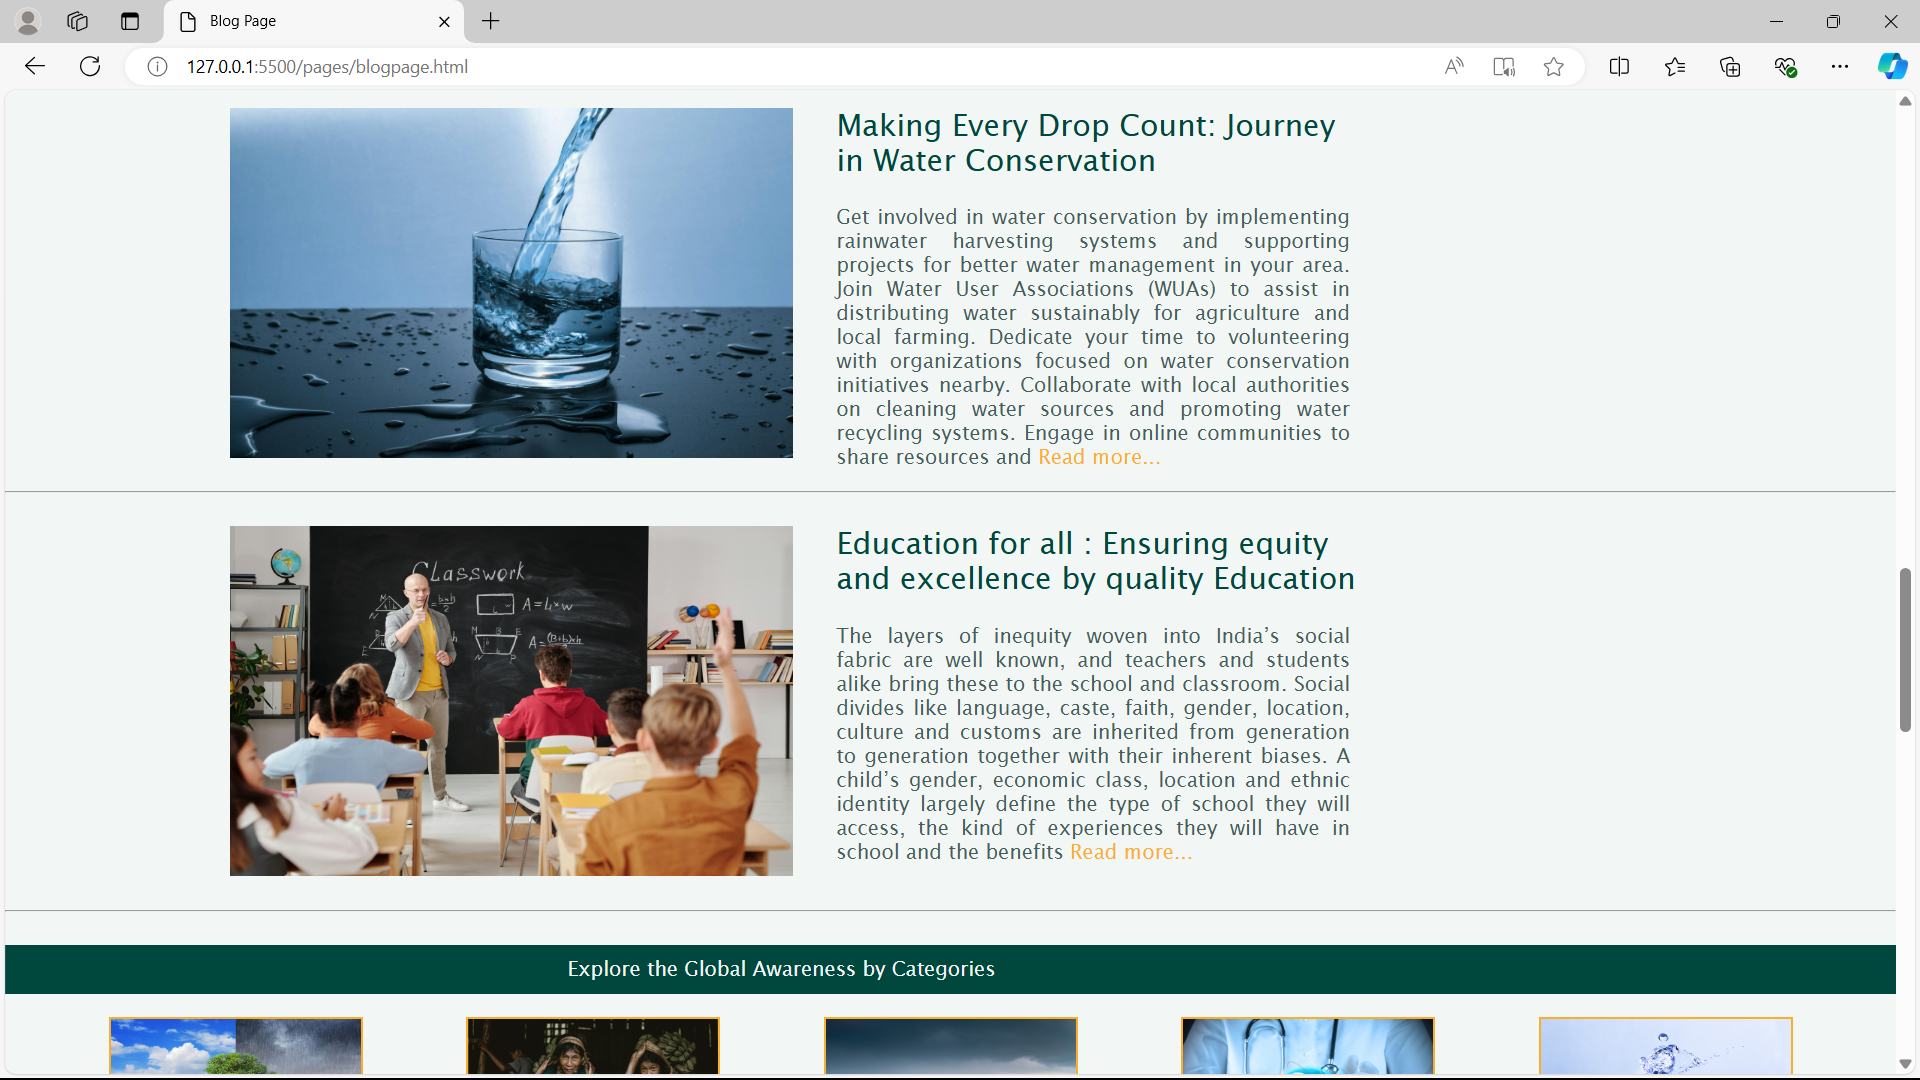 Blog Page
127.0.0.1:5500/pages/blogpage.html
Making Every Drop Count: Journey
in Water Conservation
Get involved in water conservation by implementing
rainwater harvesting systems and supporting
projects for better water management in your area.
Join Water User Associations (WUAs) to assist in
distributing water sustainably for agriculture and
local farming. Dedicate your time to volunteering
with organizations focused on water conservation
initiatives nearby. Collaborate with local authorities
on cleaning water sources and promoting water
recycling systems. Engage in online communities to
share resources and Read more...
Classwork
A=L×w
Education for all : Ensuring equity
and excellence by quality Education
The layers of inequity woven into India’s social
fabric are well known, and teachers and students
alike bring these to the school and classroom. Social
divides like language, caste, faith, gender, location,
culture and customs are inherited from generation
to generation together with their inherent biases. A
child’s gender, economic class, location and ethnic
identity largely define the type of school they will
access, the kind of experiences they will have in
school and the benefits Read more...
Explore the Global Awareness by Categories